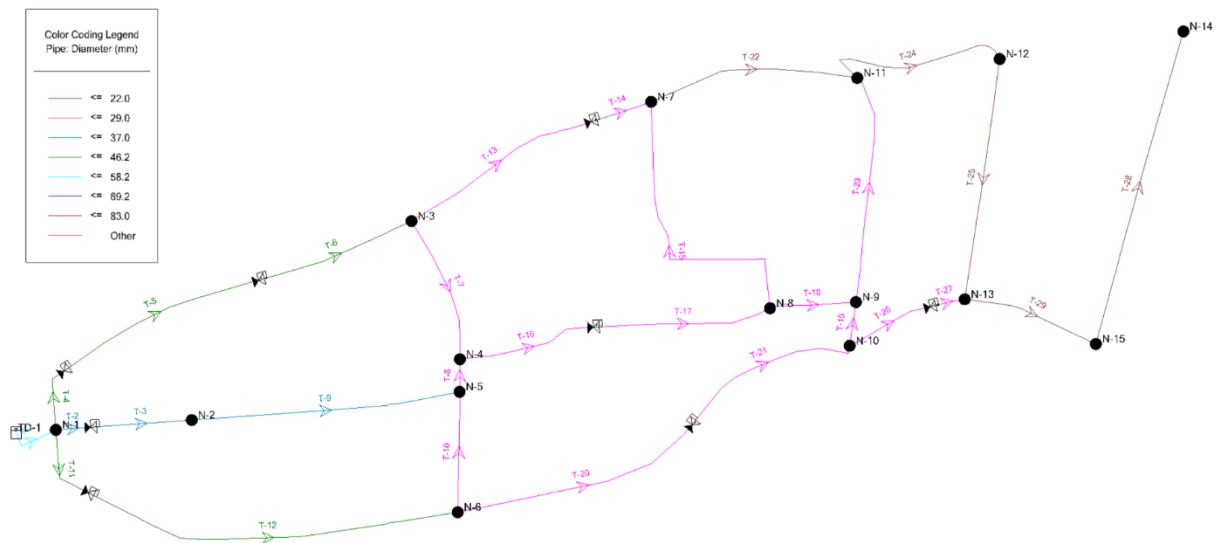 Color Coding Legend
Pipe: Diameter (mm)
<= 22.0
<= 29.0
<= 37.0
<= 46.2
<= 58.2
<= 69.2
<= 83.0
Other
N-14
T-24
N-12
T-22
N-11
T-14
N-7
T-13
T-23
T-25
T-28
N-3
T-6
T-7
T-15
T-5
N-8
T-18
N-9
T-17
T-27
N-13
T-26
T-29
T-16
T-19
N-10
N-15
N-4
T-21
T-8
N-5
T-4
T-9
T-2
T-3
N-2
TD-1
N-1
T-10
T-11
T-20
N-6
T-12